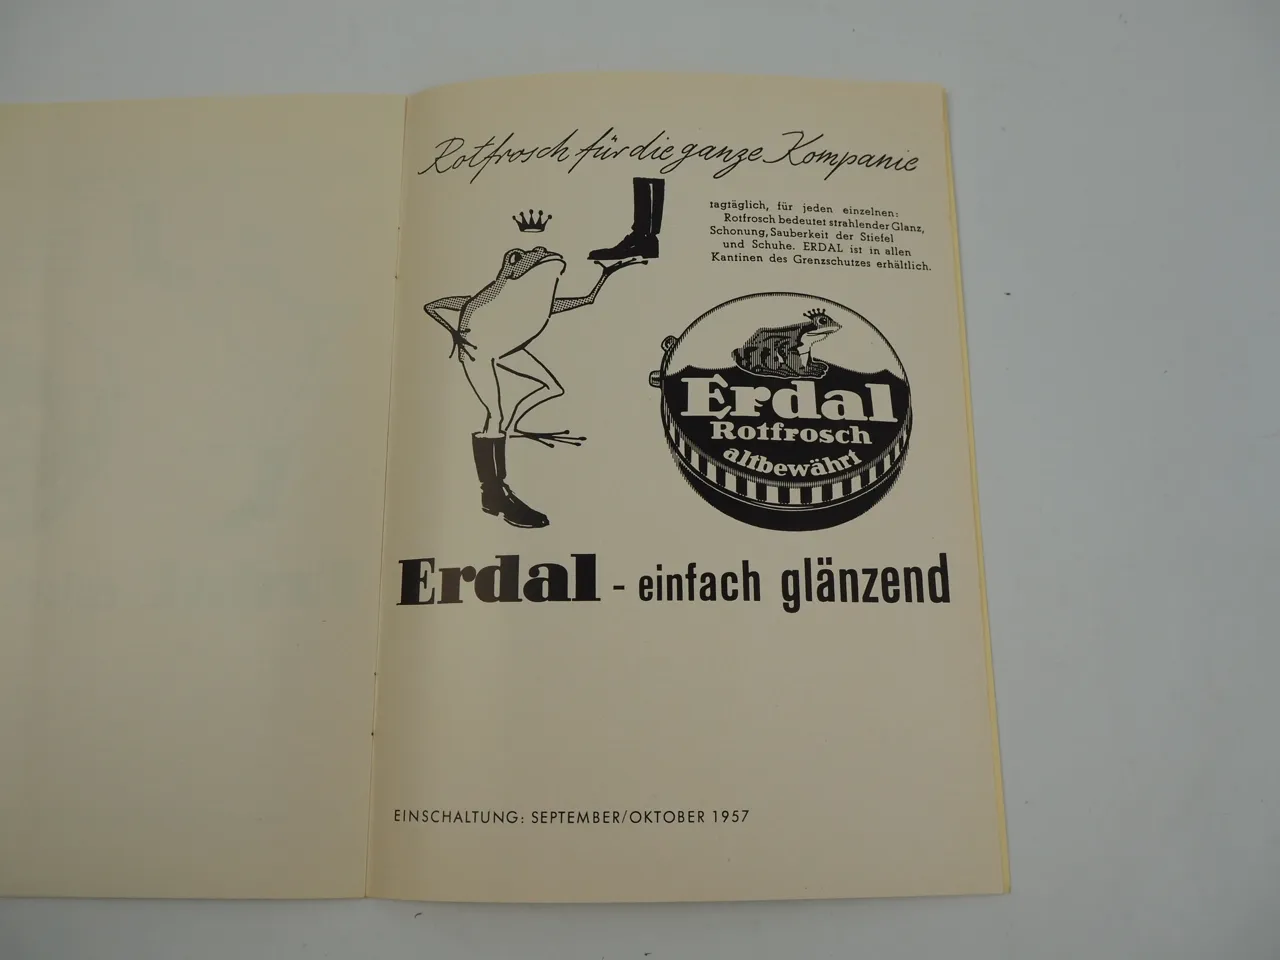 Rotfrosch für die ganze Kompanie
tagtäglich, für jeden einzelnen:
Rotfrosch bedeutet strahlender Glanz,
Schonung, Sauberkeit der Stiefel
und Schuhe. ERDAL ist in allen
Kantinen des Grenzschutzes erhältlich.
Erdal
Rotfrosch
altbewährt
Erdal - einfach glänzend
EINSCHALTUNG: SEPTEMBER/OKTOBER 1957